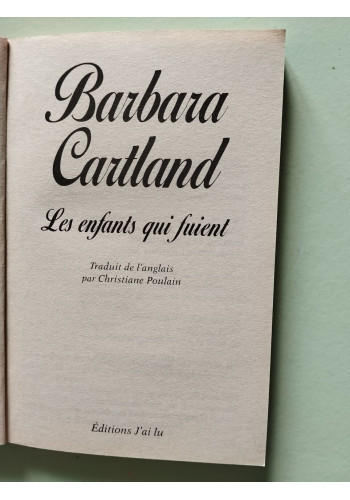 Barbara
Cartland
Les enfants qui fuient
Traduit de l'anglais
par Christiane Poulain
Éditions J'ai lu